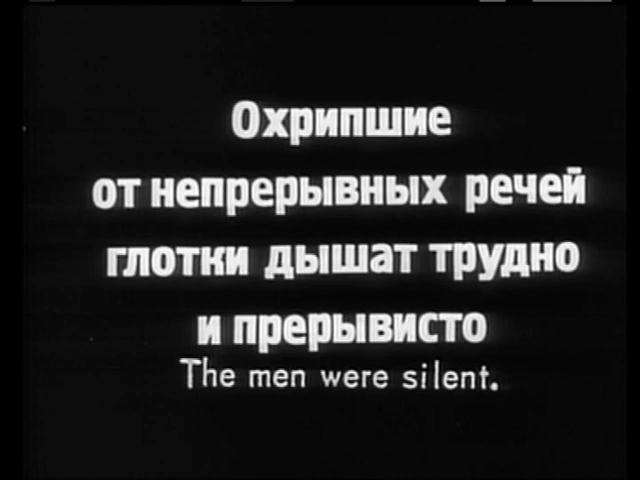 Охрипшие
от непрерывных речей
глотки дышат трудно
и прерывисто
The men were silent.